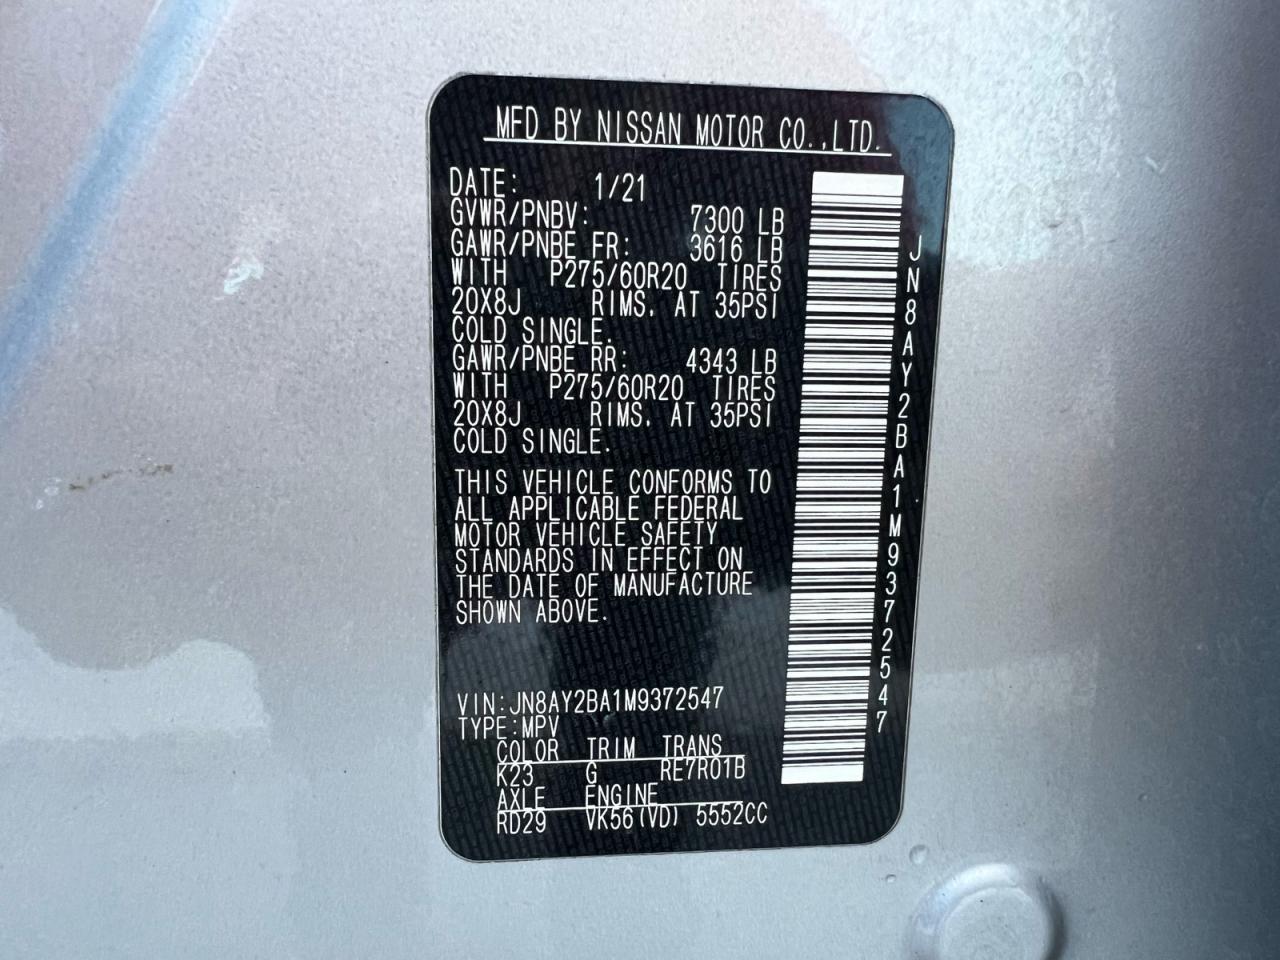 MFD BY NISSAN MOTOR CO.,LTD.
DATE: 1/21
GVWR/PNBV: 7300 LB
GAWR/PNBE FR: 3616 LB
WITH P275/60R20 TIRES
20X8J RIMS. AT 35PSI
COLD SINGLE.
GAWR/PNBE RR: 4343 LB
WITH P275/60R20 TIRES
20X8J RIMS. AT 35PSI
COLD SINGLE.
THIS VEHICLE CONFORMS TO
ALL APPLICABLE FEDERAL
MOTOR VEHICLE SAFETY
STANDARDS IN EFFECT ON
THE DATE OF MANUFACTURE
SHOWN ABOVE.
VIN:JN8AY2BA1M9372547
TYPE:MPV
COLOR TRIM TRANS
K23 G RE7R01B
AXLE ENGINE
RD29 VK56(VD) 5552CC
JN8AY2BA1M9372547